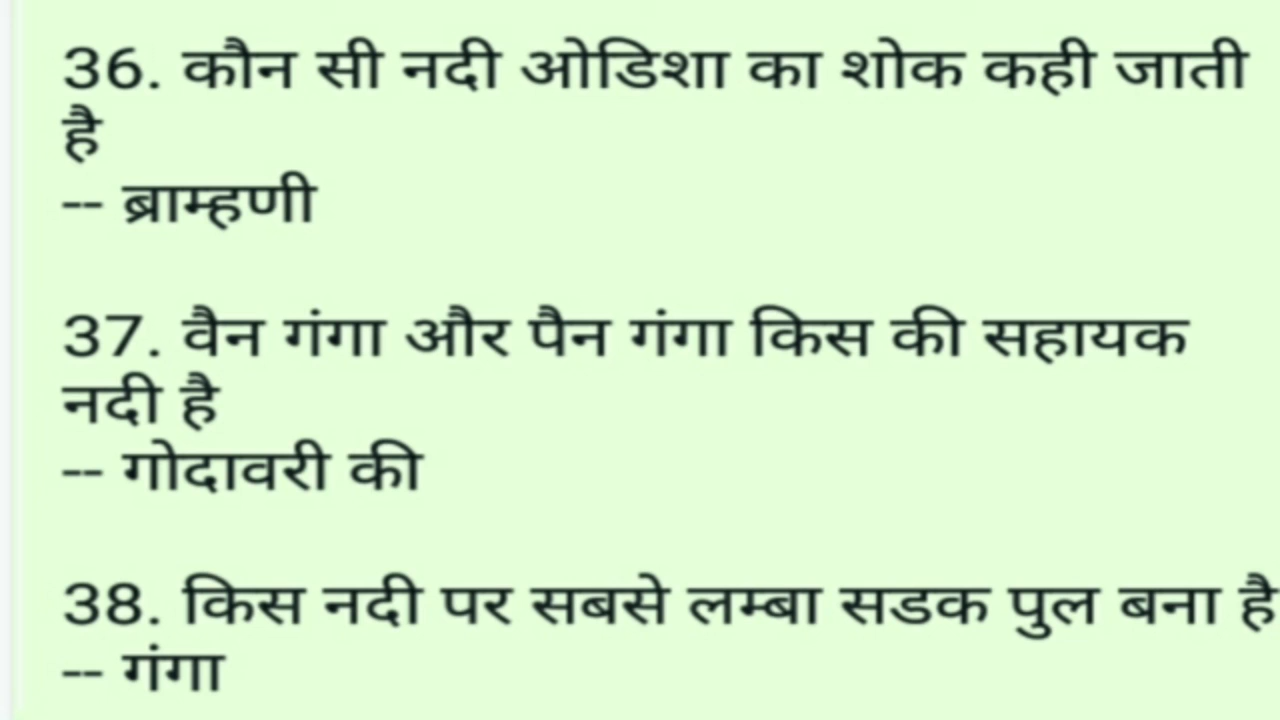 36. कौन सी नदी ओडिशा का शोक कही जाती
है
-- ब्राम्हणी
37. वैन गंगा और पैन गंगा किस की सहायक
नदी है
-- गोदावरी की
38. किस नदी पर सबसे लम्बा सडक पुल बना है
-- गंगा